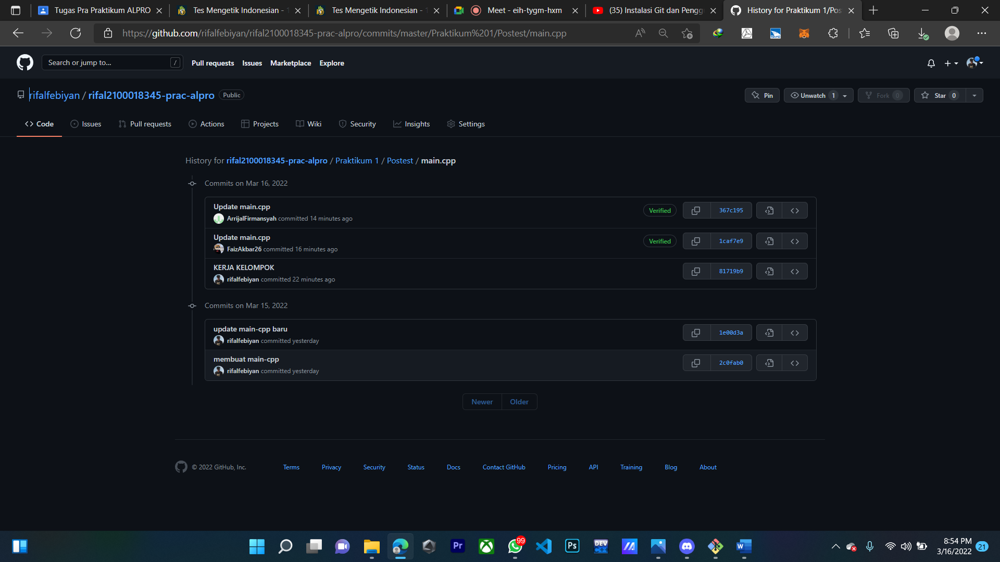 Tugas Pra Praktikum ALPRO
Tes Mengetik Indonesian -
Tes Mengetik Indonesian -
Meet - eih-tygm-hxm
(35) Instalasi Git dan Pengg
History for Praktikum 1/Pos
https://github.com/rifalfebiyan/rifal2100018345-prac-alpro/commits/master/Praktikum%201/Postest/main.cpp
Search or jump to... /
Pull requests
Issues
Marketplace
Explore
rifalfebiyan / rifal2100018345-prac-alpro Public
Pin
Unwatch 1
Fork 0
Star 0
Code
Issues
Pull requests
Actions
Projects
Wiki
Security
Insights
Settings
History for rifal2100018345-prac-alpro / Praktikum 1 / Postest / main.cpp
Commits on Mar 16, 2022
Update main.cpp
ArrijalFirmansyah committed 14 minutes ago
Verified
367c195
Update main.cpp
FaizAkbar26 committed 16 minutes ago
Verified
1caf7e9
KERJA KELOMPOK
rifalfebiyan committed 22 minutes ago
81719b9
Commits on Mar 15, 2022
update main-cpp baru
rifalfebiyan committed yesterday
1e00d3a
membuat main-cpp
rifalfebiyan committed yesterday
2c0fab0
Newer
Older
© 2022 GitHub, Inc.
Terms
Privacy
Security
Status
Docs
Contact GitHub
Pricing
API
Training
Blog
About
Pr
99
Ps
DEV
C++
W
8:54 PM
3/16/2022
21